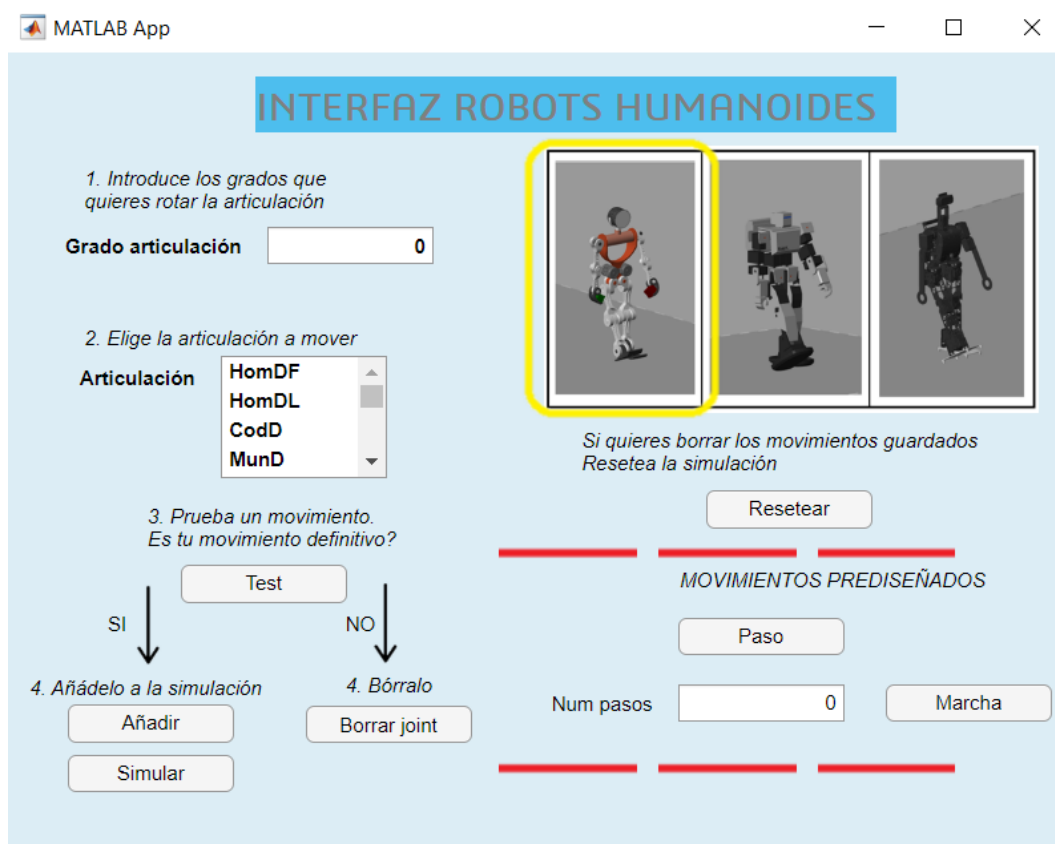 MATLAB App
INTERFAZ ROBOTS HUMANOIDES
1. Introduce los grados que
quieres rotar la articulación
Grado articulación
0
2. Elige la articulación a mover
Articulación
HomDF
HomDL
CodD
MunD
3. Prueba un movimiento.
Es tu movimiento definitivo?
Test
SI
NO
4. Añádelo a la simulación
4. Bórralo
Añadir
Borrar joint
Simular
Si quieres borrar los movimientos guardados
Resetea la simulación
Resetear
MOVIMIENTOS PREDISEÑADOS
Paso
Num pasos
0
Marcha